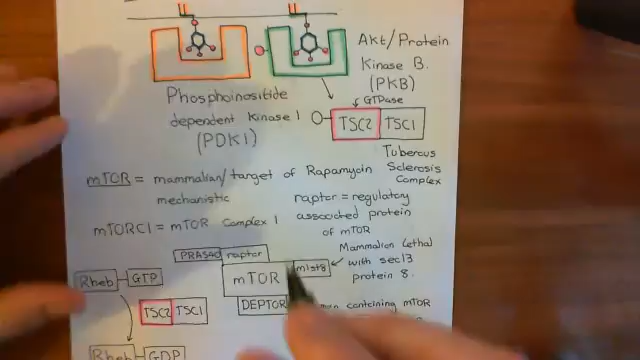 Akt/Protein
Kinase B.
(PKB)
GTPase
Phosphoinositide
dependent Kinase 1
(PDK1)
TSC2 TSC1
Tuberous
Sclerosis
Complex
mTOR = mammalian/ target of Rapamycin
mechanistic
raptor = regulatory
associated protein
of mTOR
mTORC1 = mTOR Complex 1
PRAS40 raptor
mTOR
mlst8
DEPTOR
Mammalian lethal
with sec13
protein 8.
containing mTOR
Rheb GTP
TSC2 TSC1
Rheb GDP